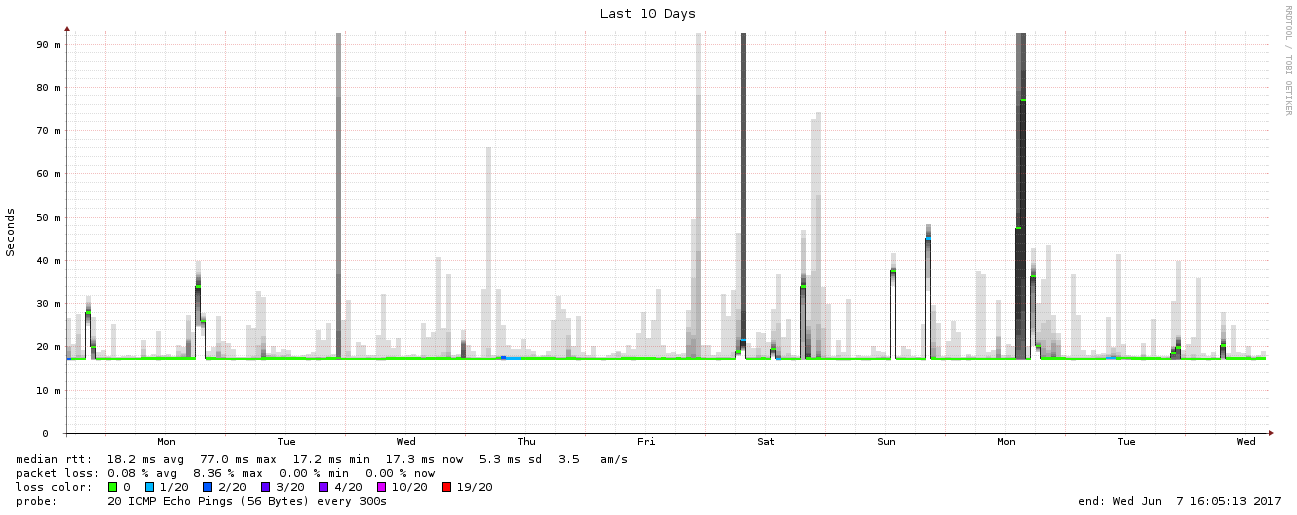 Last 10 Days
RRDTOOL / TOBI OETIKER
Seconds
90 m
80 m
70 m
60 m
50 m
40 m
30 m
20 m
10 m
0
Mon Tue Wed Thu Fri Sat Sun Mon Tue Wed
median rtt: 18.2 ms avg 77.0 ms max 17.2 ms min 17.3 ms now 5.3 ms sd 3.5 am/s
packet loss: 0.08 % avg 8.36 % max 0.00 % min 0.00 % now
loss color: 0 1/20 2/20 3/20 4/20 10/20 19/20
probe: 20 ICMP Echo Pings (56 Bytes) every 300s end: Wed Jun 7 16:05:13 2017